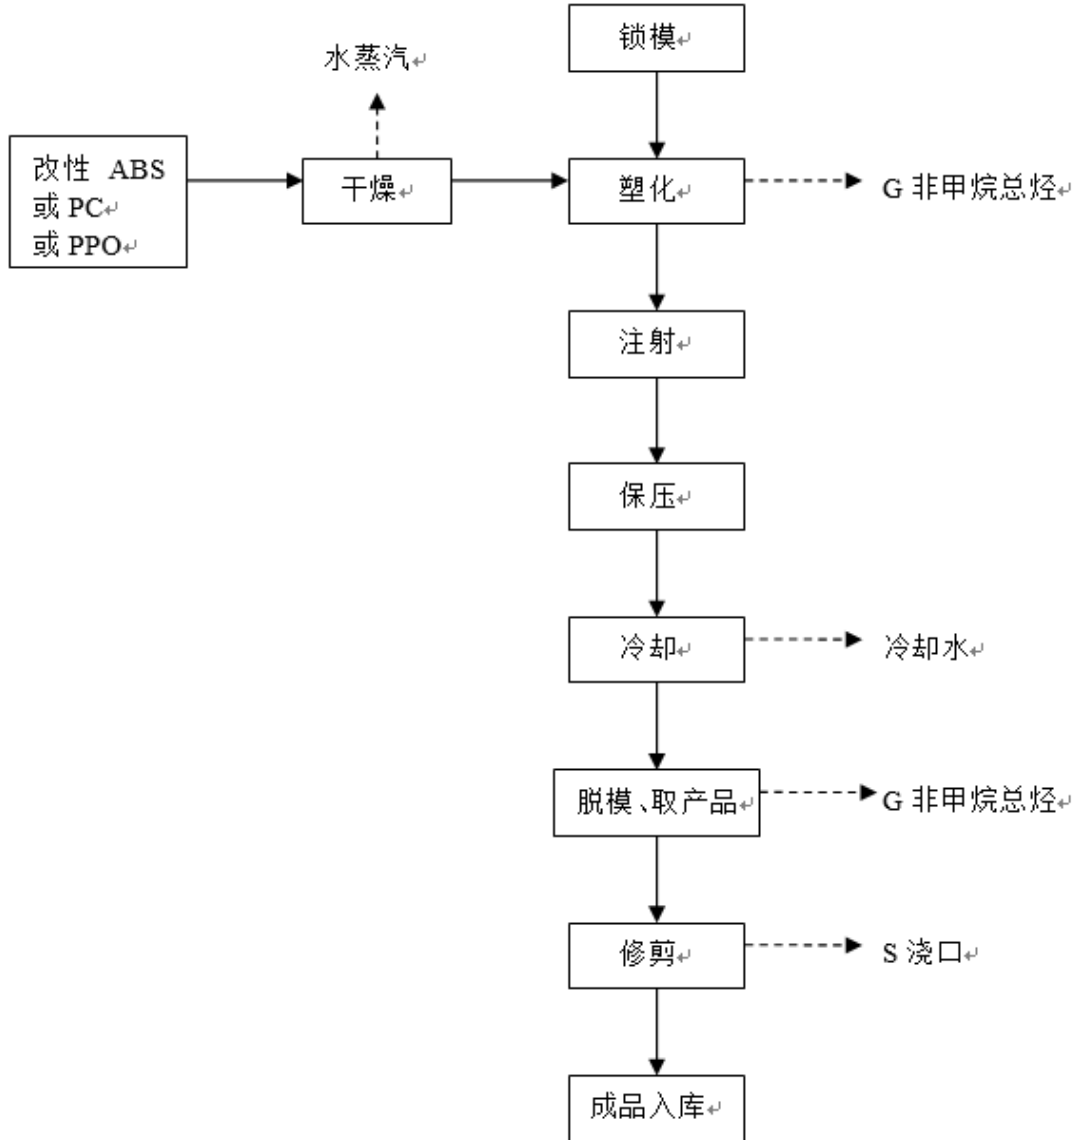 锁模
水蒸汽
改性 ABS
或 PC
或 PPO
干燥
塑化
G 非甲烷总烃
注射
保压
冷却
冷却水
脱模、取产品
G 非甲烷总烃
修剪
S 浇口
成品入库